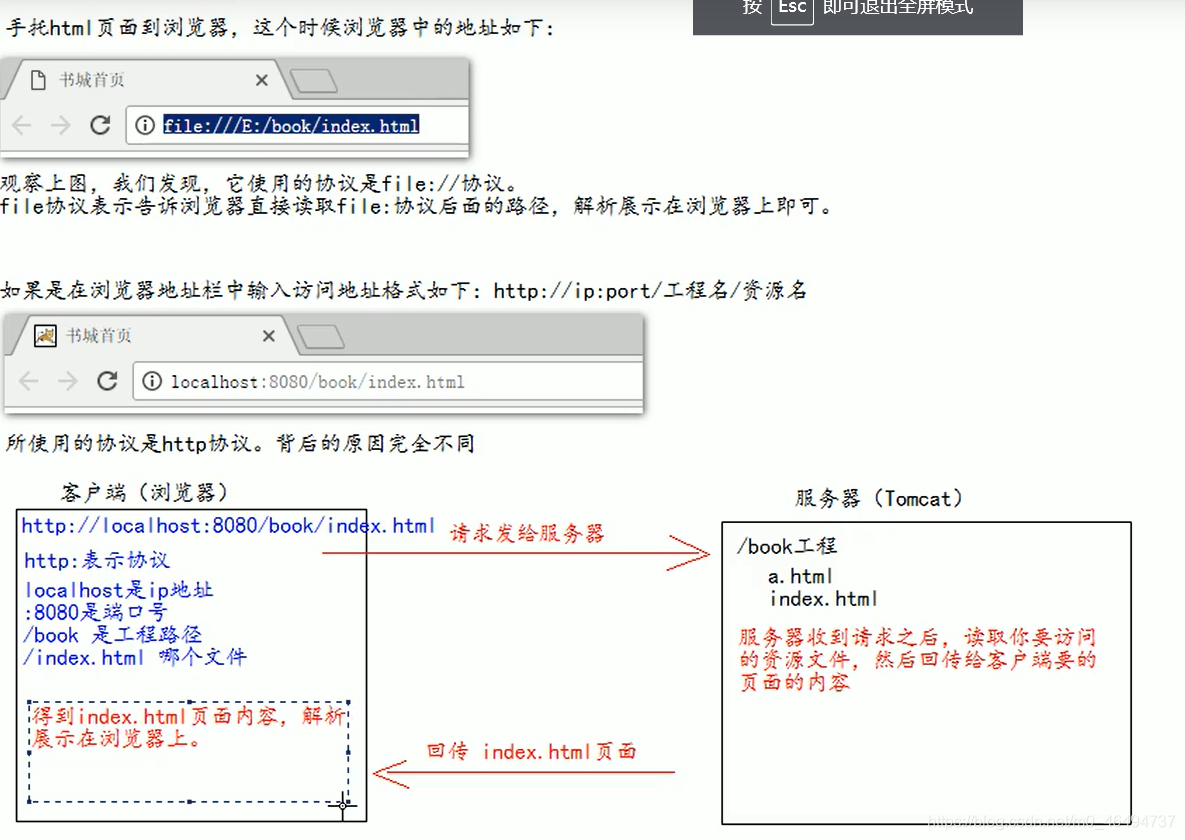 按 Esc 即可退出全屏模式
手托html页面到浏览器，这个时候浏览器中的地址如下：
书城首页
file:///E:/book/index.html
观察上图，我们发现，它使用的协议是file://协议。
file协议表示告诉浏览器直接读取file:协议后面的路径，解析展示在浏览器上即可。
如果是在浏览器地址栏中输入访问地址格式如下：http://ip:port/工程名/资源名
书城首页
localhost:8080/book/index.html
所使用的协议是http协议。背后的原因完全不同
客户端（浏览器）
http://localhost:8080/book/index.html
http:表示协议
localhost是ip地址
:8080是端口号
/book 是工程路径
/index.html 哪个文件
得到index.html页面内容，解析
展示在浏览器上。
请求发给服务器
回传 index.html页面
服务器（Tomcat）
/book工程
a.html
index.html
服务器收到请求之后，读取你要访问
的资源文件，然后回传给客户端要的
页面的内容
https://blog.csdn.net/m0_46494737